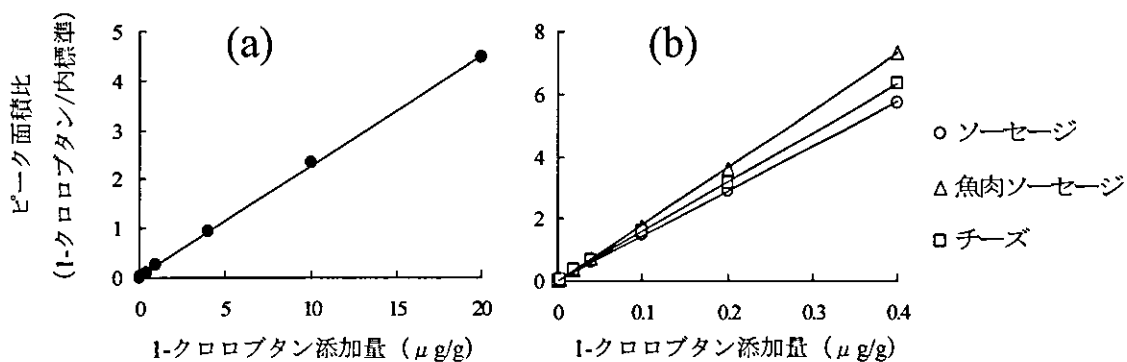 ピーク面積比
(1-クロロブタン/内標準)
(a)
5
4
3
2
1
0
0 5 10 15 20
1-クロロブタン添加量 (μg/g)
(b)
8
6
4
2
0
0 0.1 0.2 0.3 0.4
1-クロロブタン添加量 (μg/g)
○ ソーセージ
△ 魚肉ソーセージ
□ チーズ